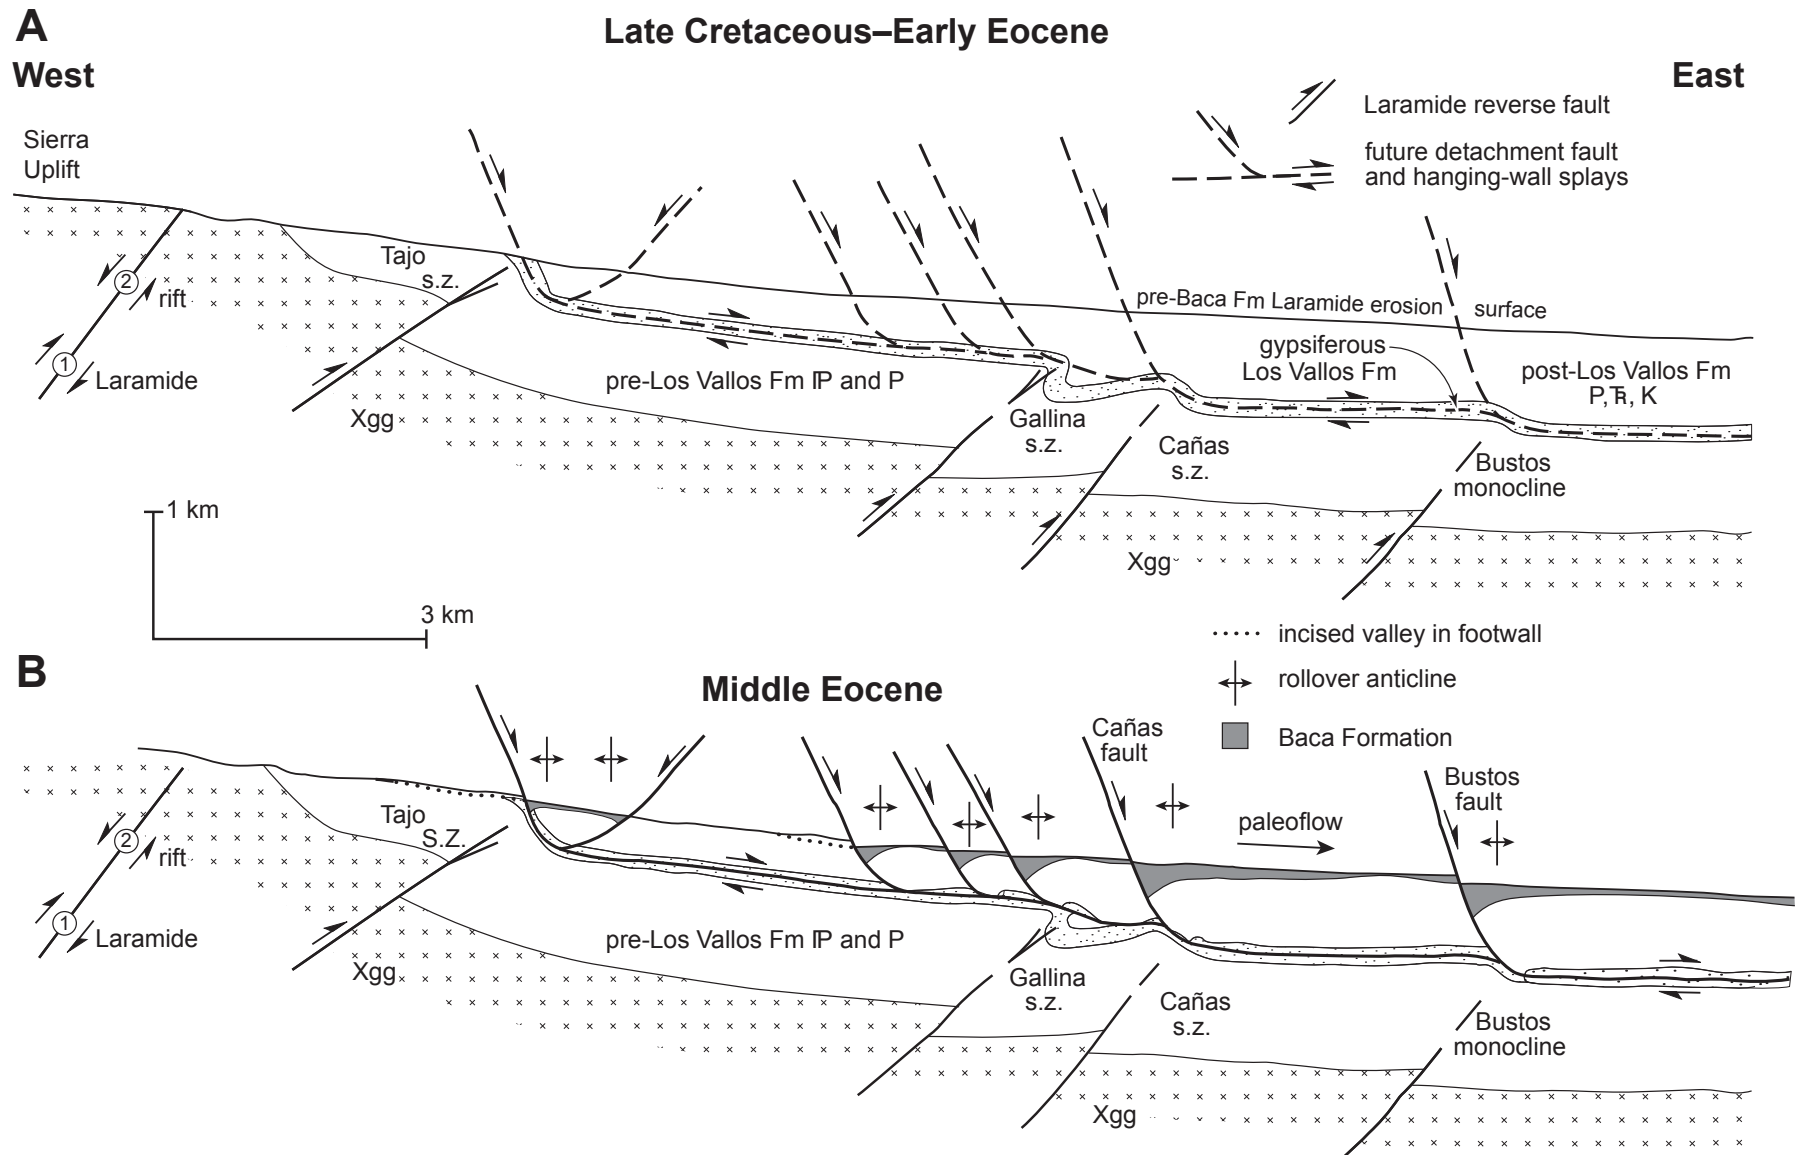 A
Late Cretaceous–Early Eocene
West
East
Sierra
Uplift
Laramide reverse fault
future detachment fault
and hanging-wall splays
Tajo
s.z.
2
rift
1
Laramide
Xgg
pre-Los Vallos Fm IP and P
pre-Baca Fm Laramide erosion surface
gypsiferous
Los Vallos Fm
post-Los Vallos Fm
P, ƬR, K
Gallina
s.z.
Cañas
s.z.
Bustos
monocline
Xgg
1 km
3 km
incised valley in footwall
rollover anticline
Baca Formation
B
Middle Eocene
Cañas
fault
Bustos
fault
paleoflow
Tajo
S.Z.
2
rift
1
Laramide
Xgg
pre-Los Vallos Fm IP and P
Gallina
s.z.
Cañas
s.z.
Bustos
monocline
Xgg